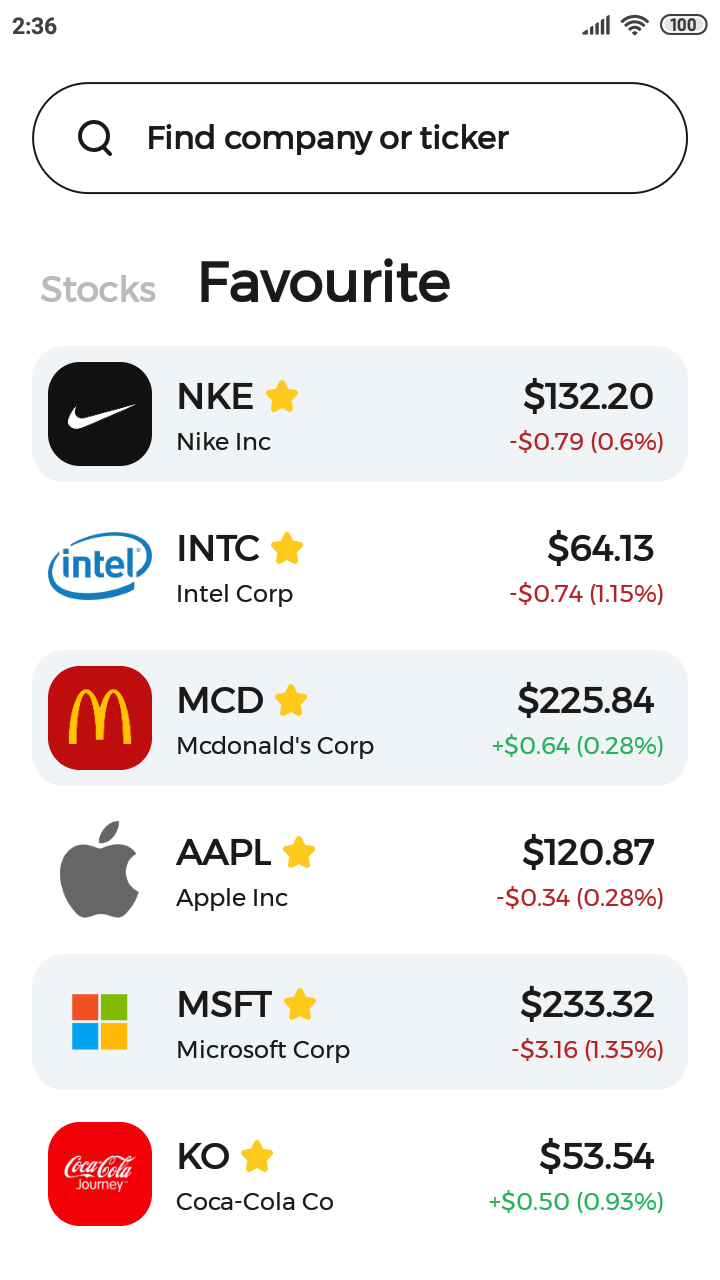 2:36
100
Find company or ticker
Stocks Favourite
NKE $132.20
Nike Inc -$0.79 (0.6%)
intel
INTC $64.13
Intel Corp -$0.74 (1.15%)
MCD $225.84
Mcdonald's Corp +$0.64 (0.28%)
AAPL $120.87
Apple Inc -$0.34 (0.28%)
MSFT $233.32
Microsoft Corp -$3.16 (1.35%)
Coca-Cola
Journey
KO $53.54
Coca-Cola Co +$0.50 (0.93%)